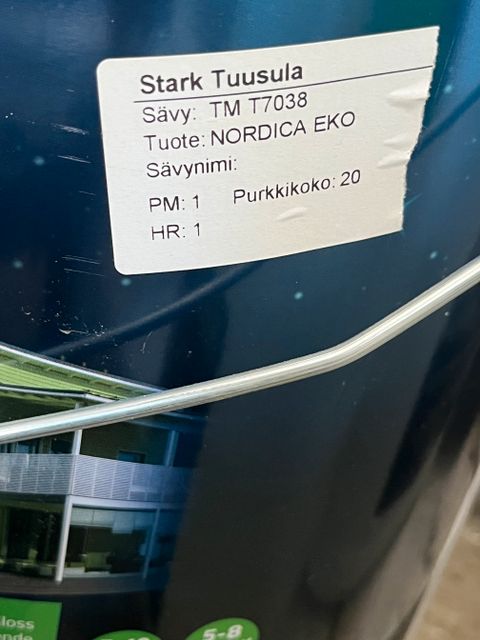 Stark Tuusula
Sävy: TM T7038
Tuote: NORDICA EKO
Sävynimi:
PM: 1 Purkkikoko: 20
HR: 1
5-8